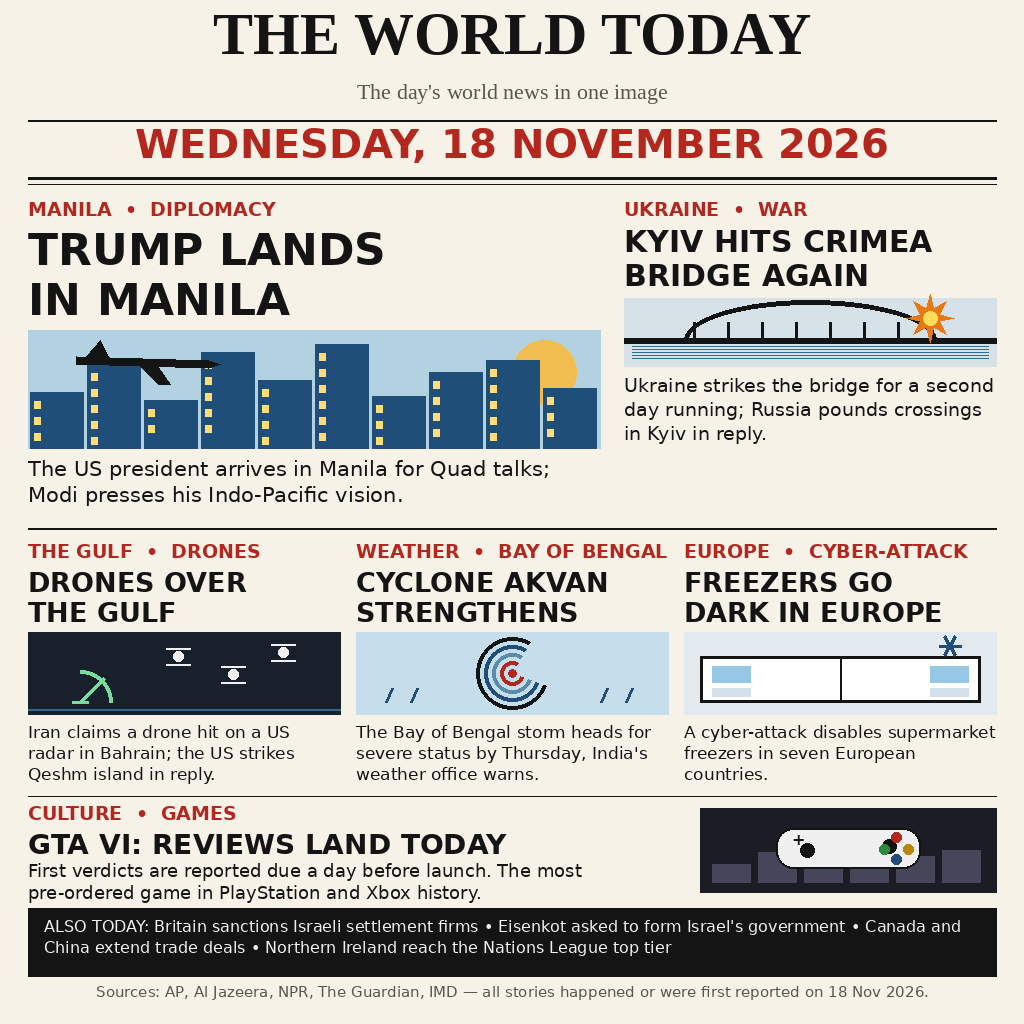 THE WORLD TODAY
The day's world news in one image
WEDNESDAY, 18 NOVEMBER 2026
MANILA • DIPLOMACY
TRUMP LANDS
IN MANILA
The US president arrives in Manila for Quad talks;
Modi presses his Indo-Pacific vision.
UKRAINE • WAR
KYIV HITS CRIMEA
BRIDGE AGAIN
Ukraine strikes the bridge for a second
day running; Russia pounds crossings
in Kyiv in reply.
THE GULF • DRONES
DRONES OVER
THE GULF
Iran claims a drone hit on a US
radar in Bahrain; the US strikes
Qeshm island in reply.
WEATHER • BAY OF BENGAL
CYCLONE AKVAN
STRENGTHENS
The Bay of Bengal storm heads for
severe status by Thursday, India's
weather office warns.
EUROPE • CYBER-ATTACK
FREEZERS GO
DARK IN EUROPE
A cyber-attack disables supermarket
freezers in seven European
countries.
CULTURE • GAMES
GTA VI: REVIEWS LAND TODAY
First verdicts are reported due a day before launch. The most
pre-ordered game in PlayStation and Xbox history.
ALSO TODAY: Britain sanctions Israeli settlement firms • Eisenkot asked to form Israel's government • Canada and
China extend trade deals • Northern Ireland reach the Nations League top tier
Sources: AP, Al Jazeera, NPR, The Guardian, IMD — all stories happened or were first reported on 18 Nov 2026.